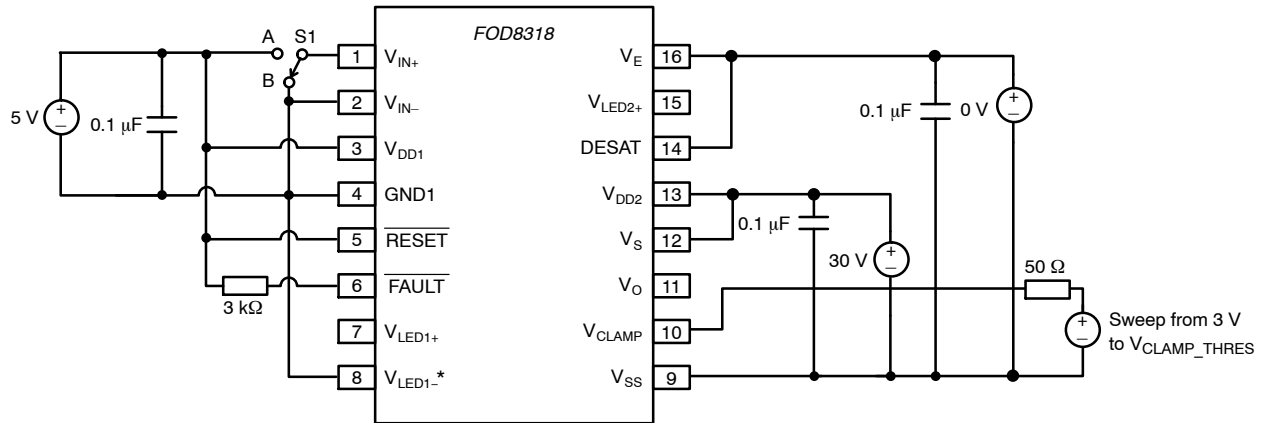 FOD8318
A S1
B
5 V
+
–
0.1 μF
3 kΩ
1 V_IN+
2 V_IN–
3 V_DD1
4 GND1
5 RESET
6 FAULT
7 V_LED1+
8 V_LED1–*
V_E 16
V_LED2+ 15
DESAT 14
V_DD2 13
V_S 12
V_O 11
V_CLAMP 10
V_SS 9
0.1 μF
0 V
+
–
0.1 μF
30 V
+
–
50 Ω
+
–
Sweep from 3 V
to V_CLAMP_THRES